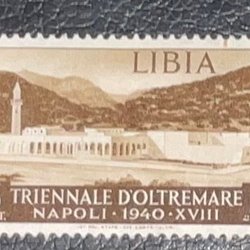 LIBIA
TRIENNALE D'OLTREMARE
NAPOLI · 1940 · XVIII